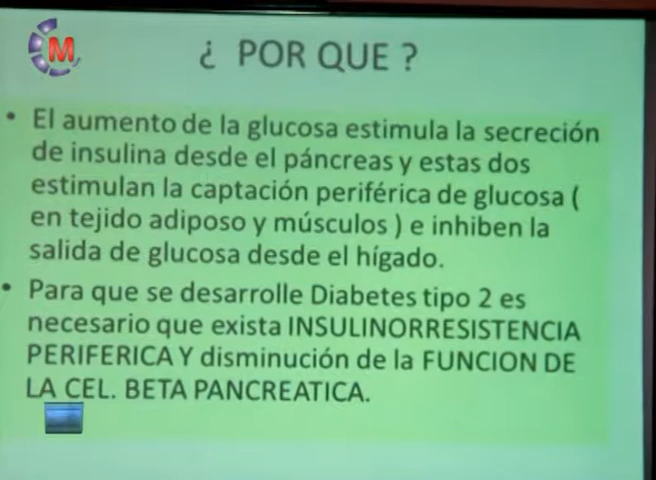 M
¿ POR QUE ?
• El aumento de la glucosa estimula la secreción
de insulina desde el páncreas y estas dos
estimulan la captación periférica de glucosa (
en tejido adiposo y músculos ) e inhiben la
salida de glucosa desde el hígado.
• Para que se desarrolle Diabetes tipo 2 es
necesario que exista INSULINORRESISTENCIA
PERIFERICA Y disminución de la FUNCION DE
LA CEL. BETA PANCREATICA.